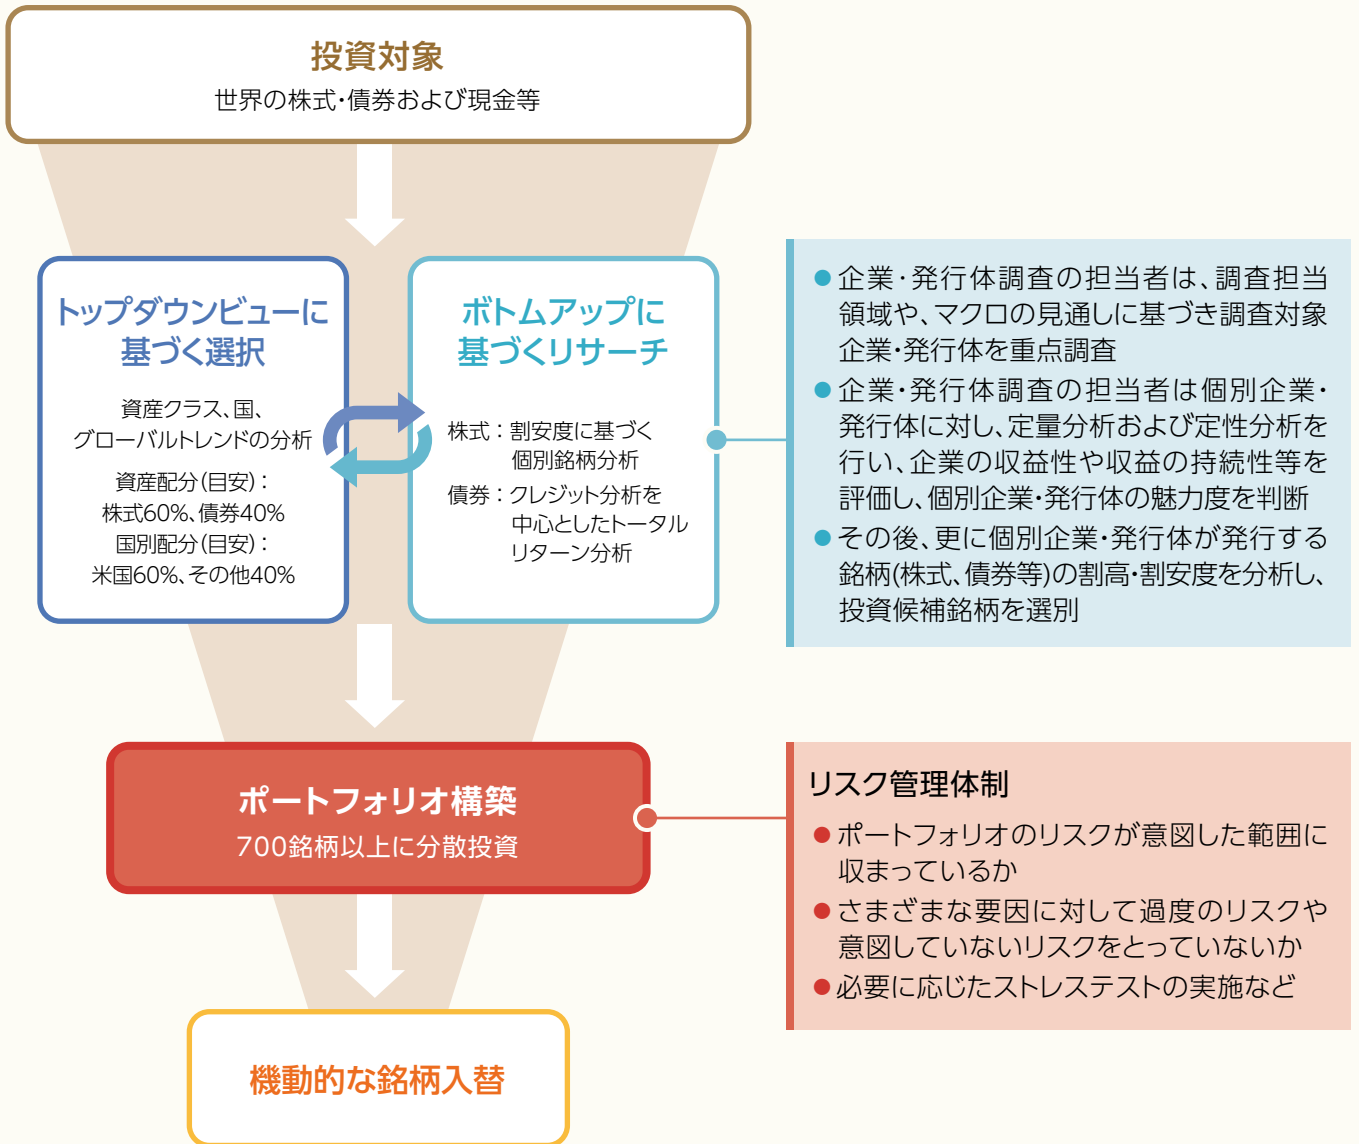 投資対象
世界の株式・債券および現金等
トップダウンビューに
基づく選択
資産クラス、国、
グローバルトレンドの分析
資産配分(目安):
株式60%、債券40%
国別配分(目安):
米国60%、その他40%
ボトムアップに
基づくリサーチ
株式:割安度に基づく
個別銘柄分析
債券:クレジット分析を
中心としたトータル
リターン分析
●企業・発行体調査の担当者は、調査担当
領域や、マクロの見通しに基づき調査対象
企業・発行体を重点調査
●企業・発行体調査の担当者は個別企業・
発行体に対し、定量分析および定性分析を
行い、企業の収益性や収益の持続性等を
評価し、個別企業・発行体の魅力度を判断
●その後、更に個別企業・発行体が発行する
銘柄(株式、債券等)の割高・割安度を分析し、
投資候補銘柄を選別
ポートフォリオ構築
700銘柄以上に分散投資
リスク管理体制
●ポートフォリオのリスクが意図した範囲に
収まっているか
●さまざまな要因に対して過度のリスクや
意図していないリスクをとっていないか
●必要に応じたストレステストの実施など
機動的な銘柄入替